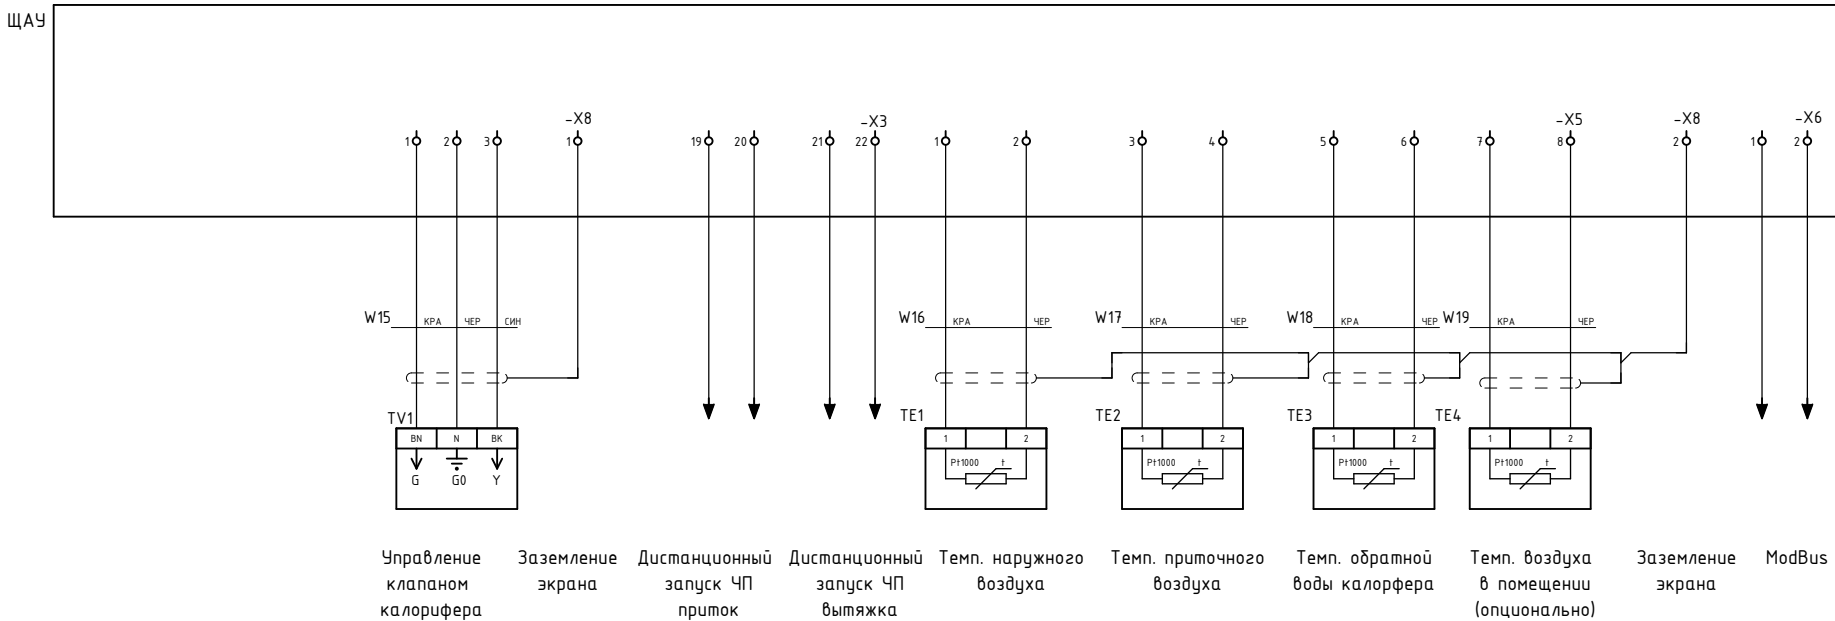 ЩАУ
-X8 -X3 -X5 -X8 -X6
1 2 3 1 19 20 21 22 1 2 3 4 5 6 7 8 2 1 2
W15 КРА ЧЕР СИН W16 КРА ЧЕР W17 КРА ЧЕР W18 КРА ЧЕР W19 КРА ЧЕР
TV1 TE1 TE2 TE3 TE4
BN N BK 1 2 1 2 1 2 1 2
Pt1000 t Pt1000 t Pt1000 t Pt1000 t
G G0 Y
Управление
клапаном
калорифера
Заземление
экрана
Дистанционный
запуск ЧП
приток
Дистанционный
запуск ЧП
вытяжка
Темп. наружного
воздуха
Темп. приточного
воздуха
Темп. обратной
воды калорфера
Темп. воздуха
в помещении
(опционально)
Заземление
экрана
ModBus